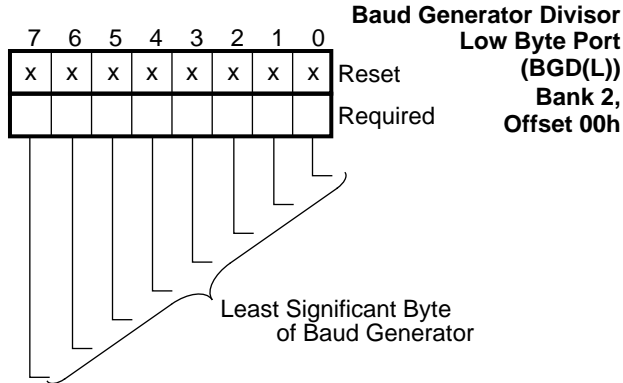 Baud Generator Divisor
Low Byte Port
(BGD(L))
Bank 2,
Offset 00h
7 6 5 4 3 2 1 0
x x x x x x x x Reset
Required
Least Significant Byte
of Baud Generator